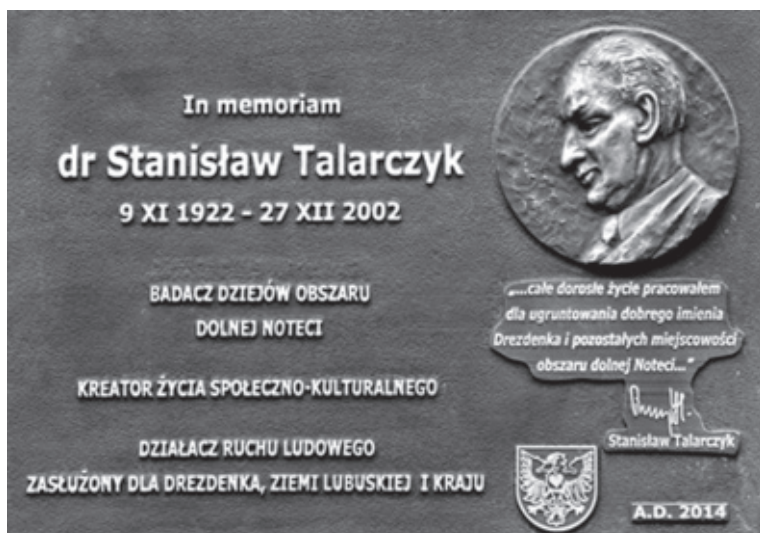 In memoriam
dr Stanisław Talarczyk
9 XI 1922 - 27 XII 2002
BADACZ DZIEJÓW OBSZARU
DOLNEJ NOTECI
KREATOR ŻYCIA SPOŁECZNO-KULTURALNEGO
DZIAŁACZ RUCHU LUDOWEGO
ZASŁUŻONY DLA DREZDENKA, ZIEMI LUBUSKIEJ I KRAJU
„...całe dorosłe życie pracowałem
dla ugruntowania dobrego imienia
Drezdenka i pozostałych miejscowości
obszaru dolnej Noteci..."
Stanisław Talarczyk
A.D. 2014